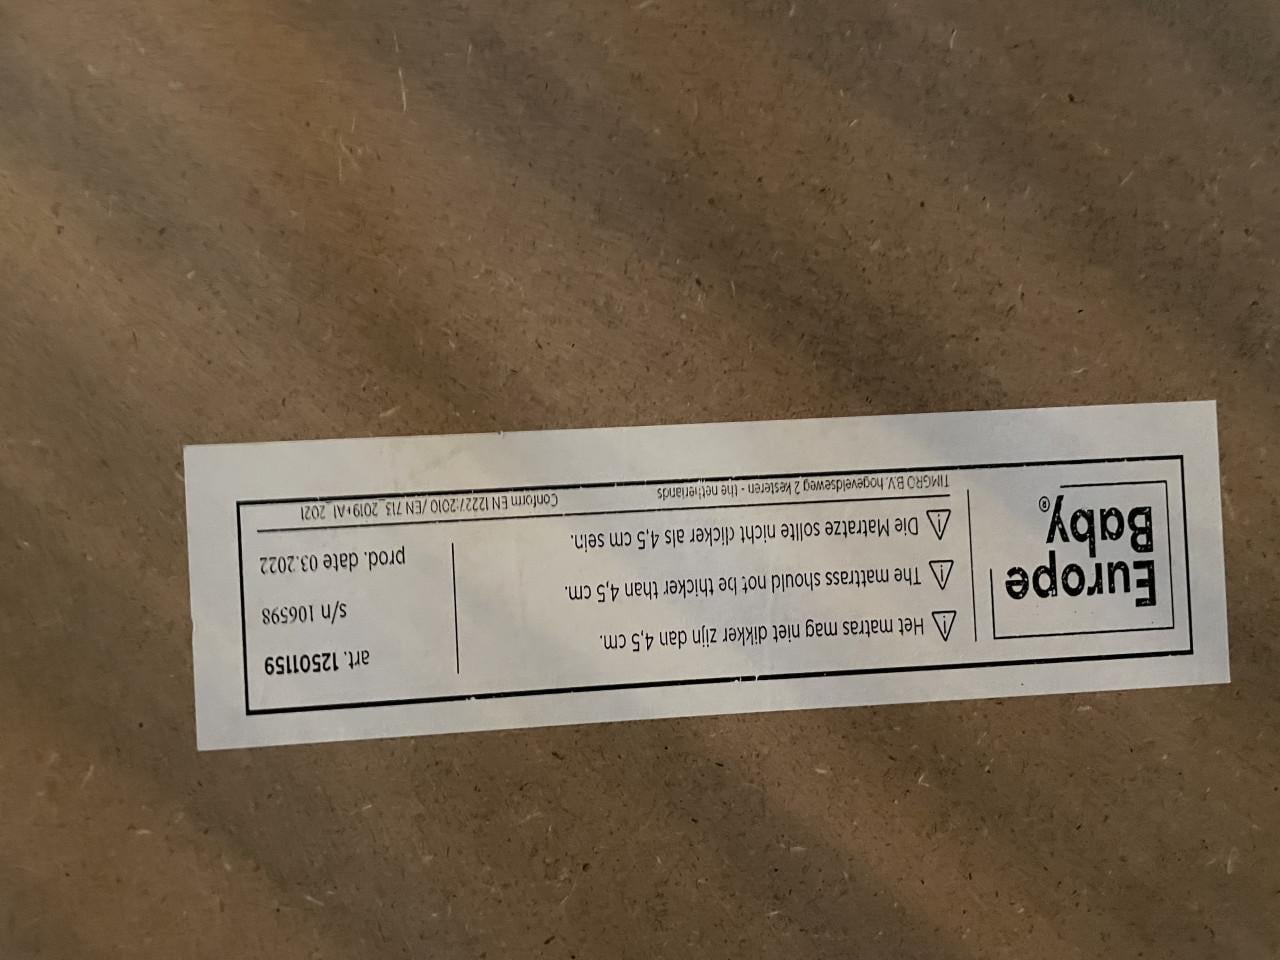 Europe
Baby®
Het matras mag niet dikker zijn dan 4,5 cm.
The mattrass should not be thicker than 4,5 cm.
Die Matratze sollte nicht dicker als 4,5 cm sein.
art. 12501159
s/n 106598
prod. date 03.2022
TIMGRO B.V. hogeveldseweg 2 kesteren - the netherlands
Conform EN 12227:2010 / EN 713_2019+A1_2021